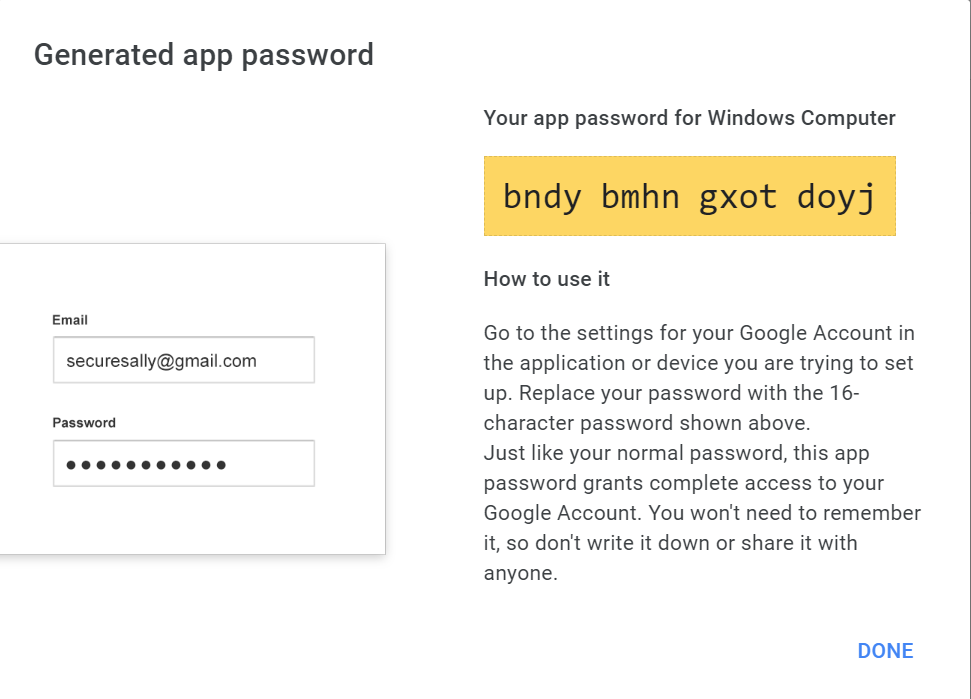 Generated app password
Your app password for Windows Computer
bndy bmhn gxot doyj
Email
securesally@gmail.com
Password
●●●●●●●●●●●
How to use it
Go to the settings for your Google Account in
the application or device you are trying to set
up. Replace your password with the 16-
character password shown above.
Just like your normal password, this app
password grants complete access to your
Google Account. You won't need to remember
it, so don't write it down or share it with
anyone.
DONE